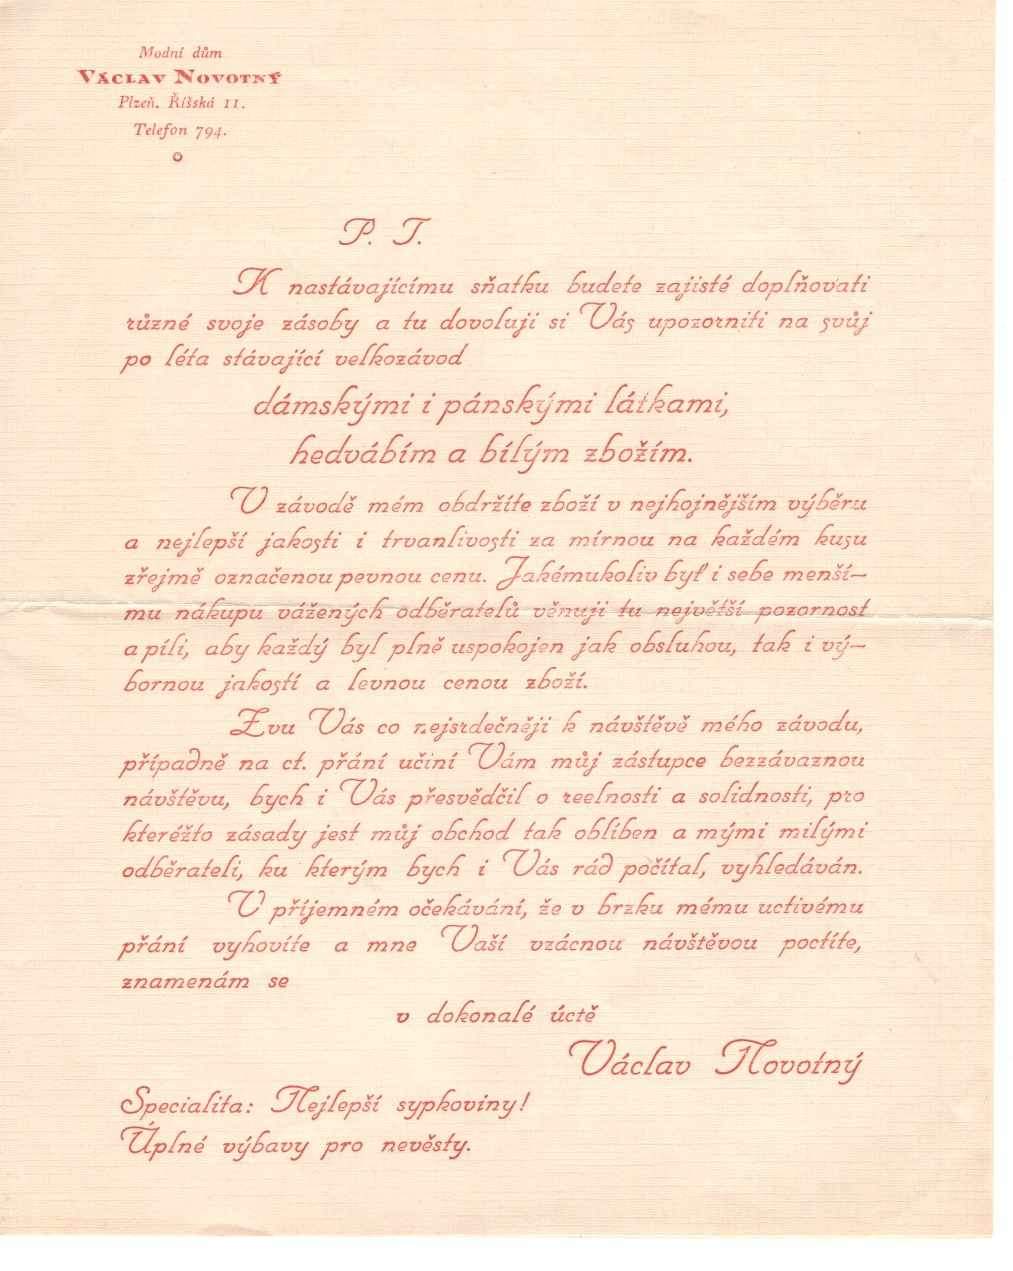 Modní dům
VÁCLAV NOVOTNÝ
Plzeň. Říšská 11.
Telefon 794.
P. T.
K nastávajícímu sňatku budete zajisté doplňovati
různé svoje zásoby a tu dovoluji si Vás upozorniti na svůj
po léta stávající velkozávod
dámskými i pánskými látkami,
hedvábím a bílým zbožím.
V závodě mém obdržíte zboží v nejhojnějším výběru
a nejlepší jakosti i trvanlivosti za mírnou na každém kusu
zřejmě označenou pevnou cenu. Jakémukoliv byť i sebe menší—
mu nákupu vážených odběratelů věnuji tu největší pozornost
a píli, aby každý byl plně uspokojen jak obsluhou, tak i vý—
bornou jakostí a levnou cenou zboží.
Zvu Vás co nejsrdečněji k návštěvě mého závodu,
případně na ct. přání učiní Vám můj zástupce bezzávaznou
návštěvu, bych i Vás přesvědčil o reelnosti a solidnosti, pro
kteréžto zásady jest můj obchod tak oblíben a mými milými
odběrateli, ku kterým bych i Vás rád počítal, vyhledáván.
V příjemném očekávání, že v brzku mému uctivému
přání vyhovíte a mne Vaší vzácnou návštěvou poctíte,
znamenám se
v dokonalé úctě
Václav Novotný
Specialita: Nejlepší sypkoviny!
Úplné výbavy pro nevěsty.